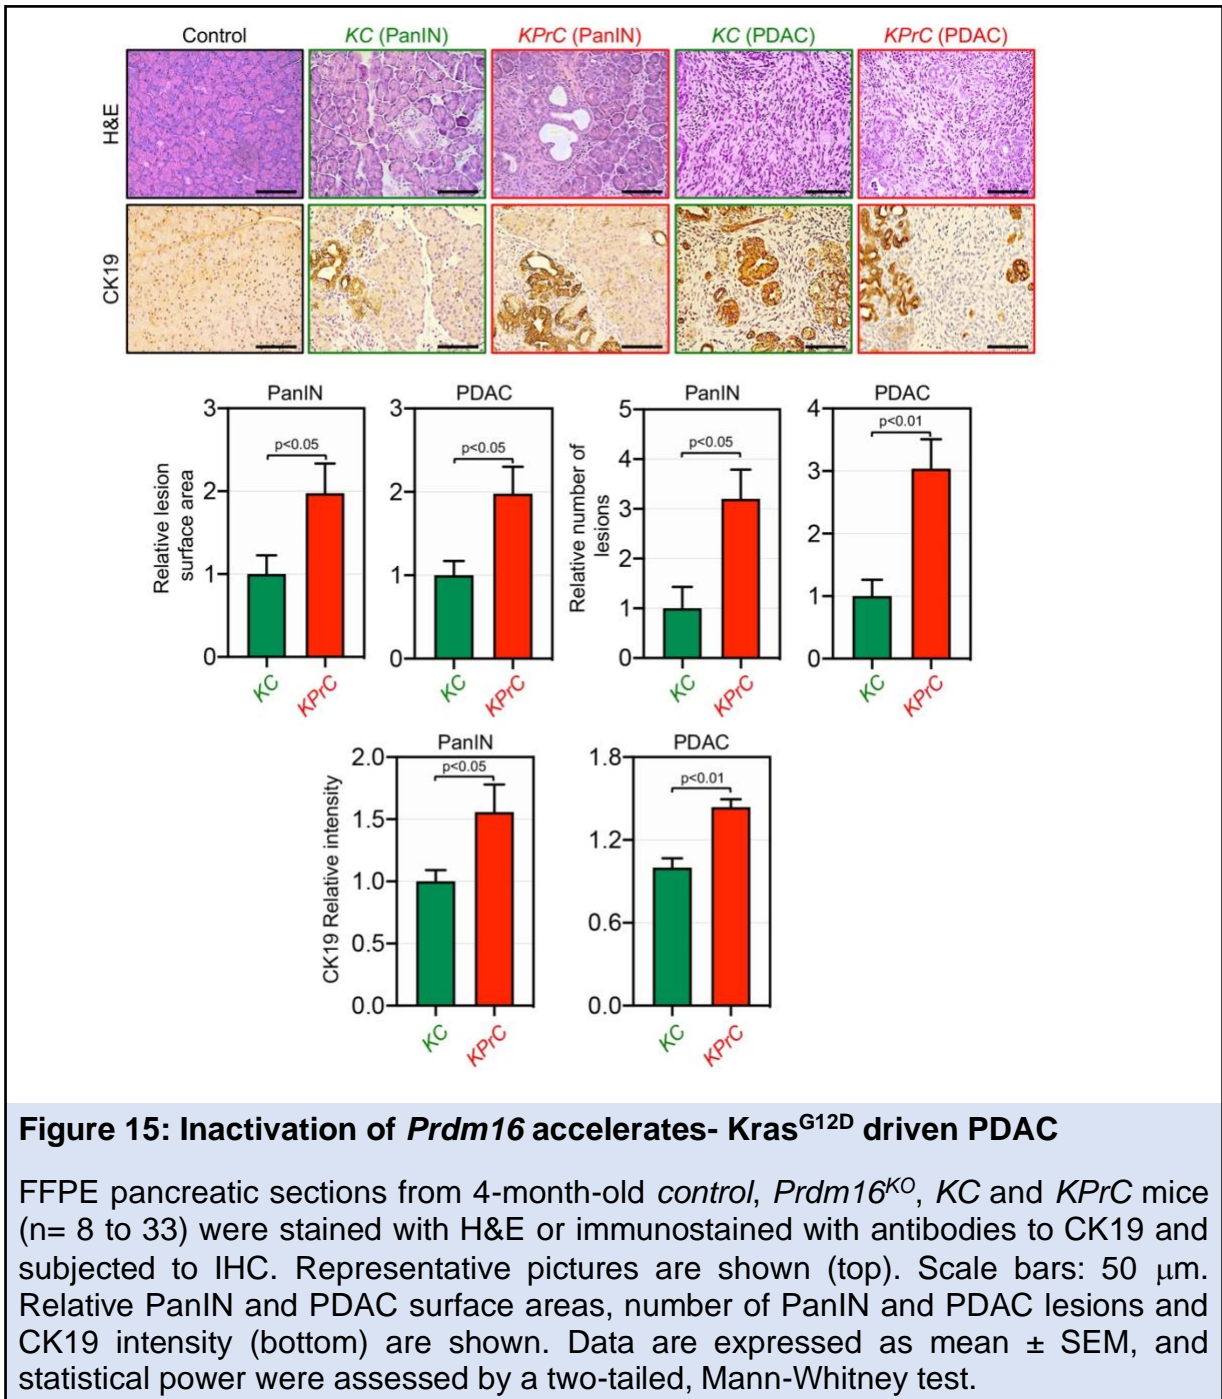 Control KC (PanIN) KPrC (PanIN) KC (PDAC) KPrC (PDAC)
H&E
CK19
PanIN PDAC PanIN PDAC
Relative lesion
surface area
3
2
1
0
p<0.05
KC KPrC
3
2
1
0
p<0.05
KC KPrC
Relative number of
lesions
5
4
3
2
1
0
p<0.05
KC KPrC
4
3
2
1
0
p<0.01
KC KPrC
PanIN PDAC
CK19 Relative intensity
2.0
1.5
1.0
0.5
0.0
p<0.05
KC KPrC
1.8
1.2
0.6
0.0
p<0.01
KC KPrC
Figure 15: Inactivation of Prdm16 accelerates- Kras^G12D driven PDAC
FFPE pancreatic sections from 4-month-old control, Prdm16^KO, KC and KPrC mice
(n= 8 to 33) were stained with H&E or immunostained with antibodies to CK19 and
subjected to IHC. Representative pictures are shown (top). Scale bars: 50 μm.
Relative PanIN and PDAC surface areas, number of PanIN and PDAC lesions and
CK19 intensity (bottom) are shown. Data are expressed as mean ± SEM, and
statistical power were assessed by a two-tailed, Mann-Whitney test.